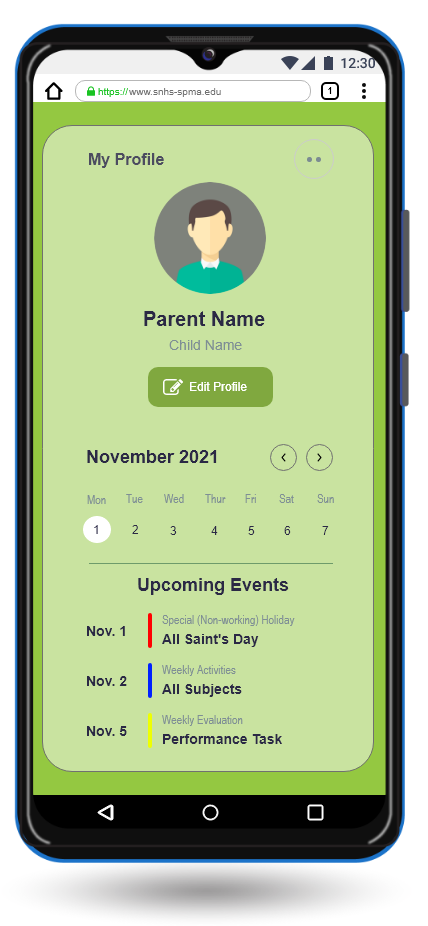 12:30
https://www.snhs-spma.edu
1
My Profile
Parent Name
Child Name
Edit Profile
November 2021
Mon Tue Wed Thur Fri Sat Sun
1 2 3 4 5 6 7
Upcoming Events
Special (Non-working) Holiday
Nov. 1 All Saint's Day
Weekly Activities
Nov. 2 All Subjects
Weekly Evaluation
Nov. 5 Performance Task